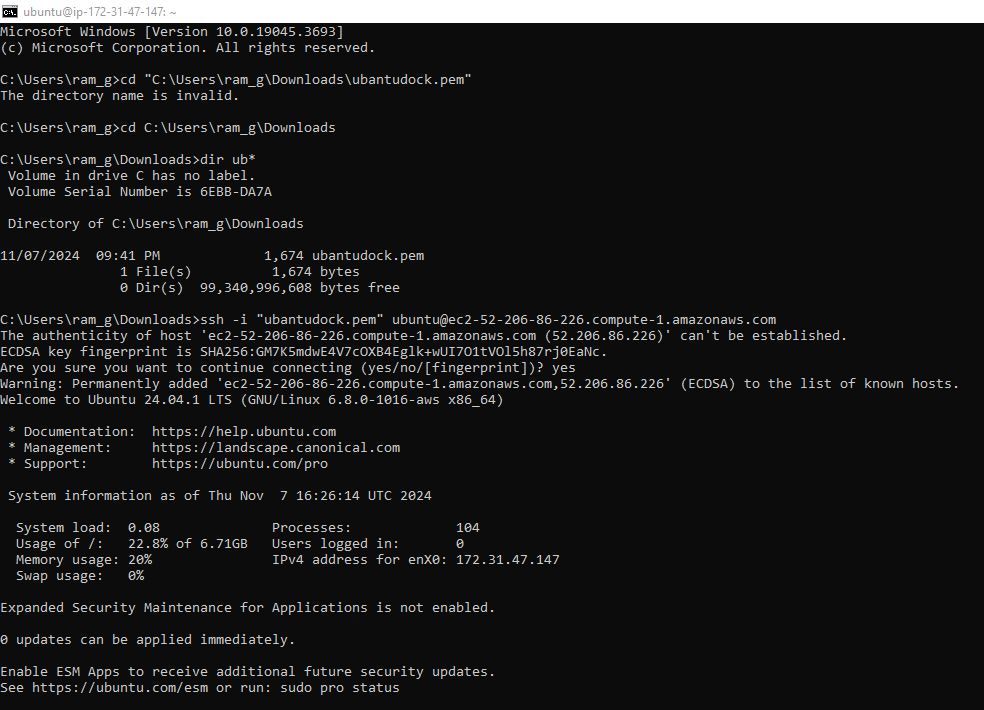 ubuntu@ip-172-31-47-147: ~
Microsoft Windows [Version 10.0.19045.3693]
(c) Microsoft Corporation. All rights reserved.
C:\Users\ram_g>cd "C:\Users\ram_g\Downloads\ubantudock.pem"
The directory name is invalid.
C:\Users\ram_g>cd C:\Users\ram_g\Downloads
C:\Users\ram_g\Downloads>dir ub*
Volume in drive C has no label.
Volume Serial Number is 6EBB-DA7A
Directory of C:\Users\ram_g\Downloads
11/07/2024  09:41 PM             1,674 ubantudock.pem
1 File(s)          1,674 bytes
0 Dir(s)  99,340,996,608 bytes free
C:\Users\ram_g\Downloads>ssh -i "ubantudock.pem" ubuntu@ec2-52-206-86-226.compute-1.amazonaws.com
The authenticity of host 'ec2-52-206-86-226.compute-1.amazonaws.com (52.206.86.226)' can't be established.
ECDSA key fingerprint is SHA256:GM7K5mdwE4V7cOXB4Eglk+wUI7O1tVOl5h87rj0EaNc.
Are you sure you want to continue connecting (yes/no/[fingerprint])? yes
Warning: Permanently added 'ec2-52-206-86-226.compute-1.amazonaws.com,52.206.86.226' (ECDSA) to the list of known hosts.
Welcome to Ubuntu 24.04.1 LTS (GNU/Linux 6.8.0-1016-aws x86_64)
* Documentation:  https://help.ubuntu.com
* Management:     https://landscape.canonical.com
* Support:        https://ubuntu.com/pro
System information as of Thu Nov  7 16:26:14 UTC 2024
System load:  0.08              Processes:             104
Usage of /:   22.8% of 6.71GB   Users logged in:       0
Memory usage: 20%               IPv4 address for enX0: 172.31.47.147
Swap usage:   0%
Expanded Security Maintenance for Applications is not enabled.
0 updates can be applied immediately.
Enable ESM Apps to receive additional future security updates.
See https://ubuntu.com/esm or run: sudo pro status